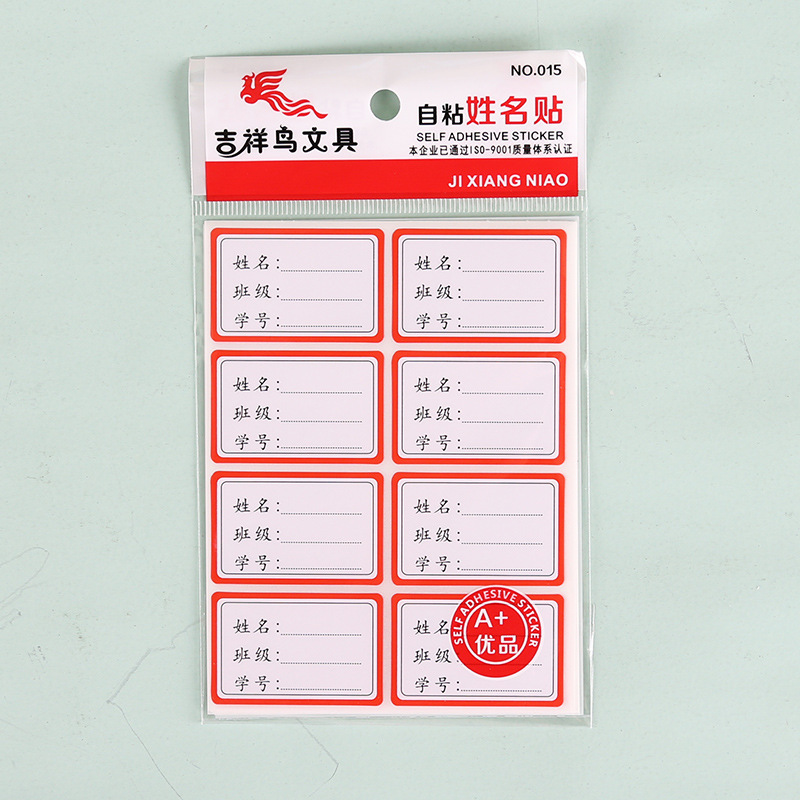 NO.015
吉祥鸟文具
自粘姓名贴
SELF ADHESIVE STICKER
本企业已通过ISO-9001质量体系认证
JI XIANG NIAO
姓名:
班级:
学号:
姓名:
班级:
学号:
姓名:
班级:
学号:
姓名:
班级:
学号:
姓名:
班级:
学号:
姓名:
班级:
学号:
姓名:
班级:
学号:
姓名
班级:
学号:
SELF ADHESIVE STICKER
A+
优品